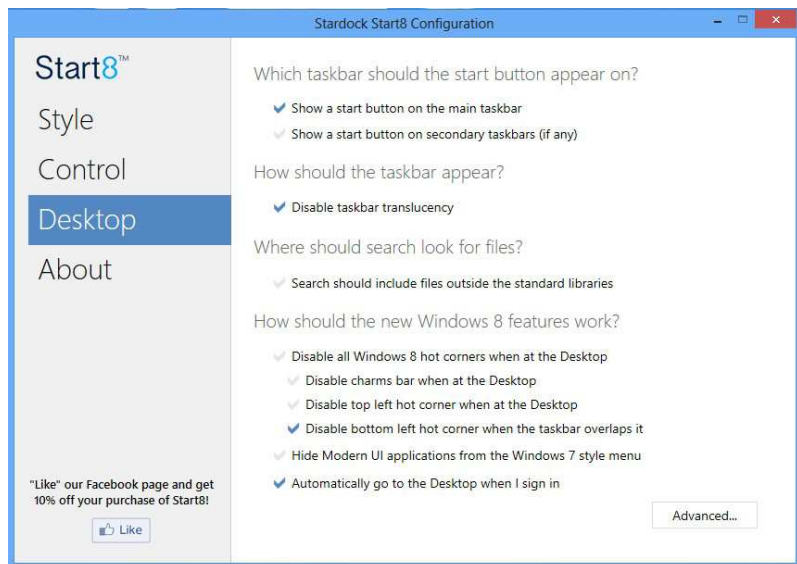 Stardock Start8 Configuration
Start8™
Style
Control
Desktop
About
"Like" our Facebook page and get
10% off your purchase of Start8!
Like
Which taskbar should the start button appear on?
Show a start button on the main taskbar
Show a start button on secondary taskbars (if any)
How should the taskbar appear?
Disable taskbar translucency
Where should search look for files?
Search should include files outside the standard libraries
How should the new Windows 8 features work?
Disable all Windows 8 hot corners when at the Desktop
Disable charms bar when at the Desktop
Disable top left hot corner when at the Desktop
Disable bottom left hot corner when the taskbar overlaps it
Hide Modern UI applications from the Windows 7 style menu
Automatically go to the Desktop when I sign in
Advanced...